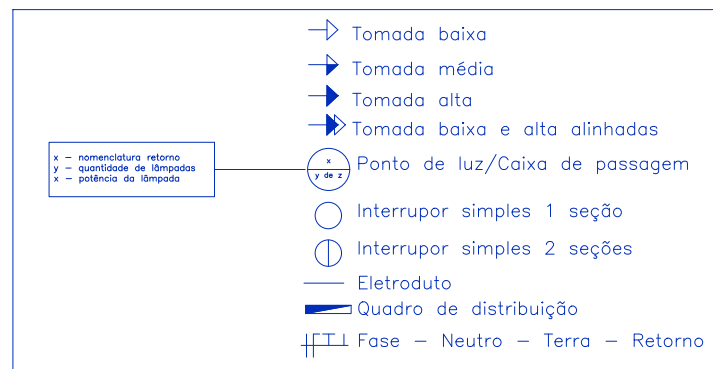 Tomada baixa
Tomada média
Tomada alta
Tomada baixa e alta alinhadas
x – nomenclatura retorno
y – quantidade de lâmpadas
x – potência da lâmpada
x
y de z
Ponto de luz/Caixa de passagem
Interrupor simples 1 seção
Interrupor simples 2 seções
Eletroduto
Quadro de distribuição
Fase – Neutro – Terra – Retorno